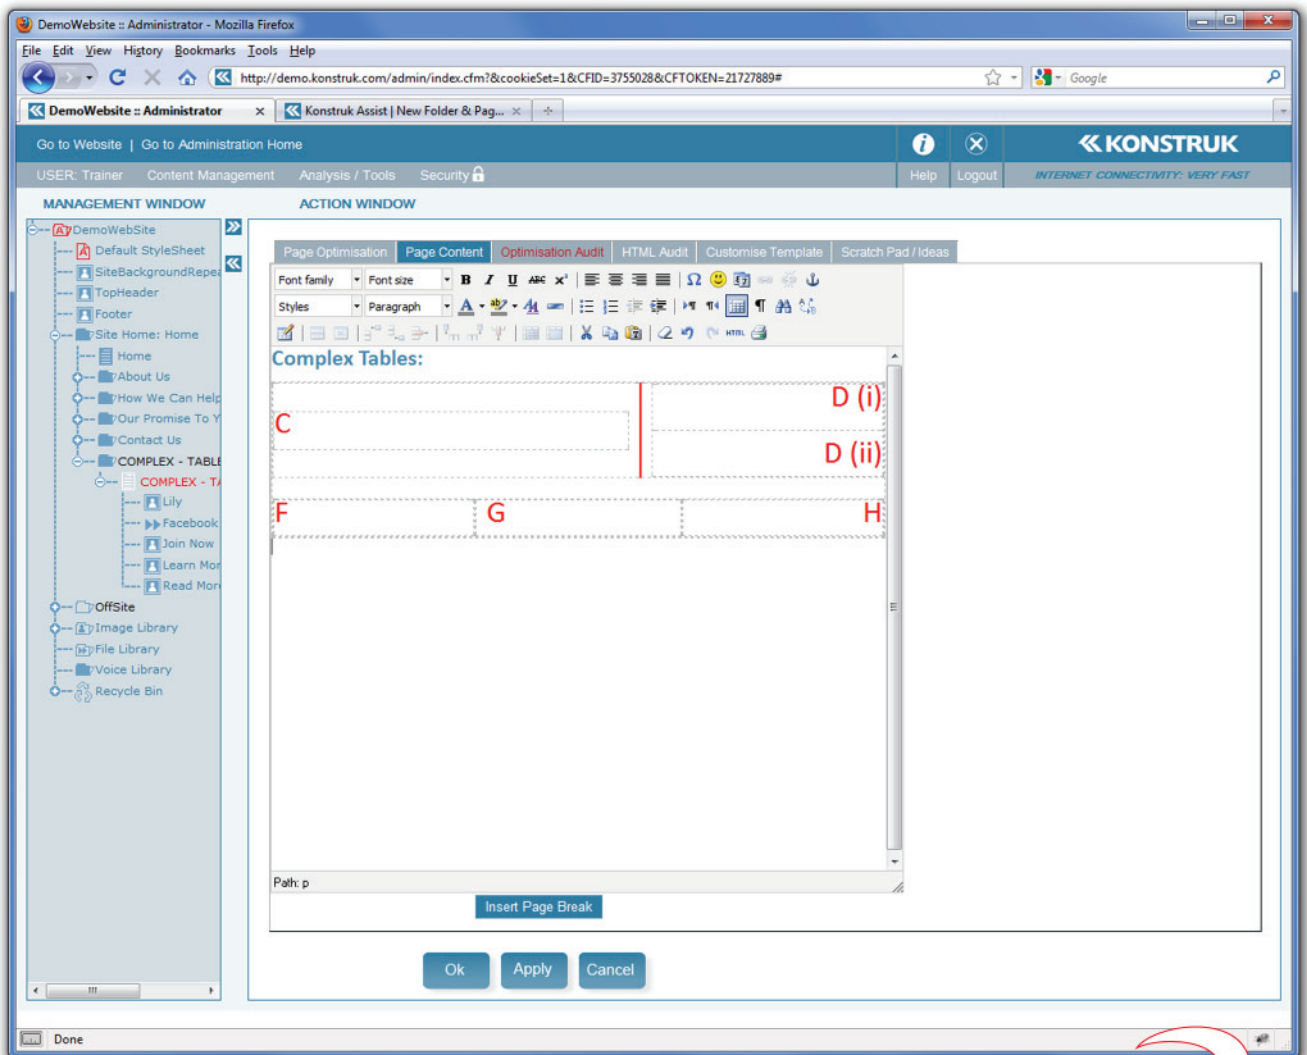 DemoWebsite :: Administrator - Mozilla Firefox
File Edit View History Bookmarks Tools Help
http://demo.konstruk.com/admin/index.cfm?&cookieSet=1&CFID=3755028&CFTOKEN=21727889#
Google
DemoWebsite :: Administrator
Konstruk Assist | New Folder & Pag...
Go to Website | Go to Administration Home
KONSTRUK
USER: Trainer Content Management Analysis / Tools Security
Help Logout
INTERNET CONNECTIVITY: VERY FAST
MANAGEMENT WINDOW
ACTION WINDOW
DemoWebSite
Default StyleSheet
SiteBackgroundRepea
TopHeader
Footer
Site Home: Home
Home
About Us
How We Can Help
Our Promise To Y
Contact Us
COMPLEX - TABLE
COMPLEX - TA
Lily
Facebook
Join Now
Learn Mor
Read More
OffSite
Image Library
File Library
Voice Library
Recycle Bin
Page Optimisation Page Content Optimisation Audit HTML Audit Customise Template Scratch Pad / Ideas
Font family Font size B I U ABC x² Ω
Styles Paragraph
HTML
Complex Tables:
D (i)
C
D (ii)
F G H
Path: p
Insert Page Break
Ok Apply Cancel
Done